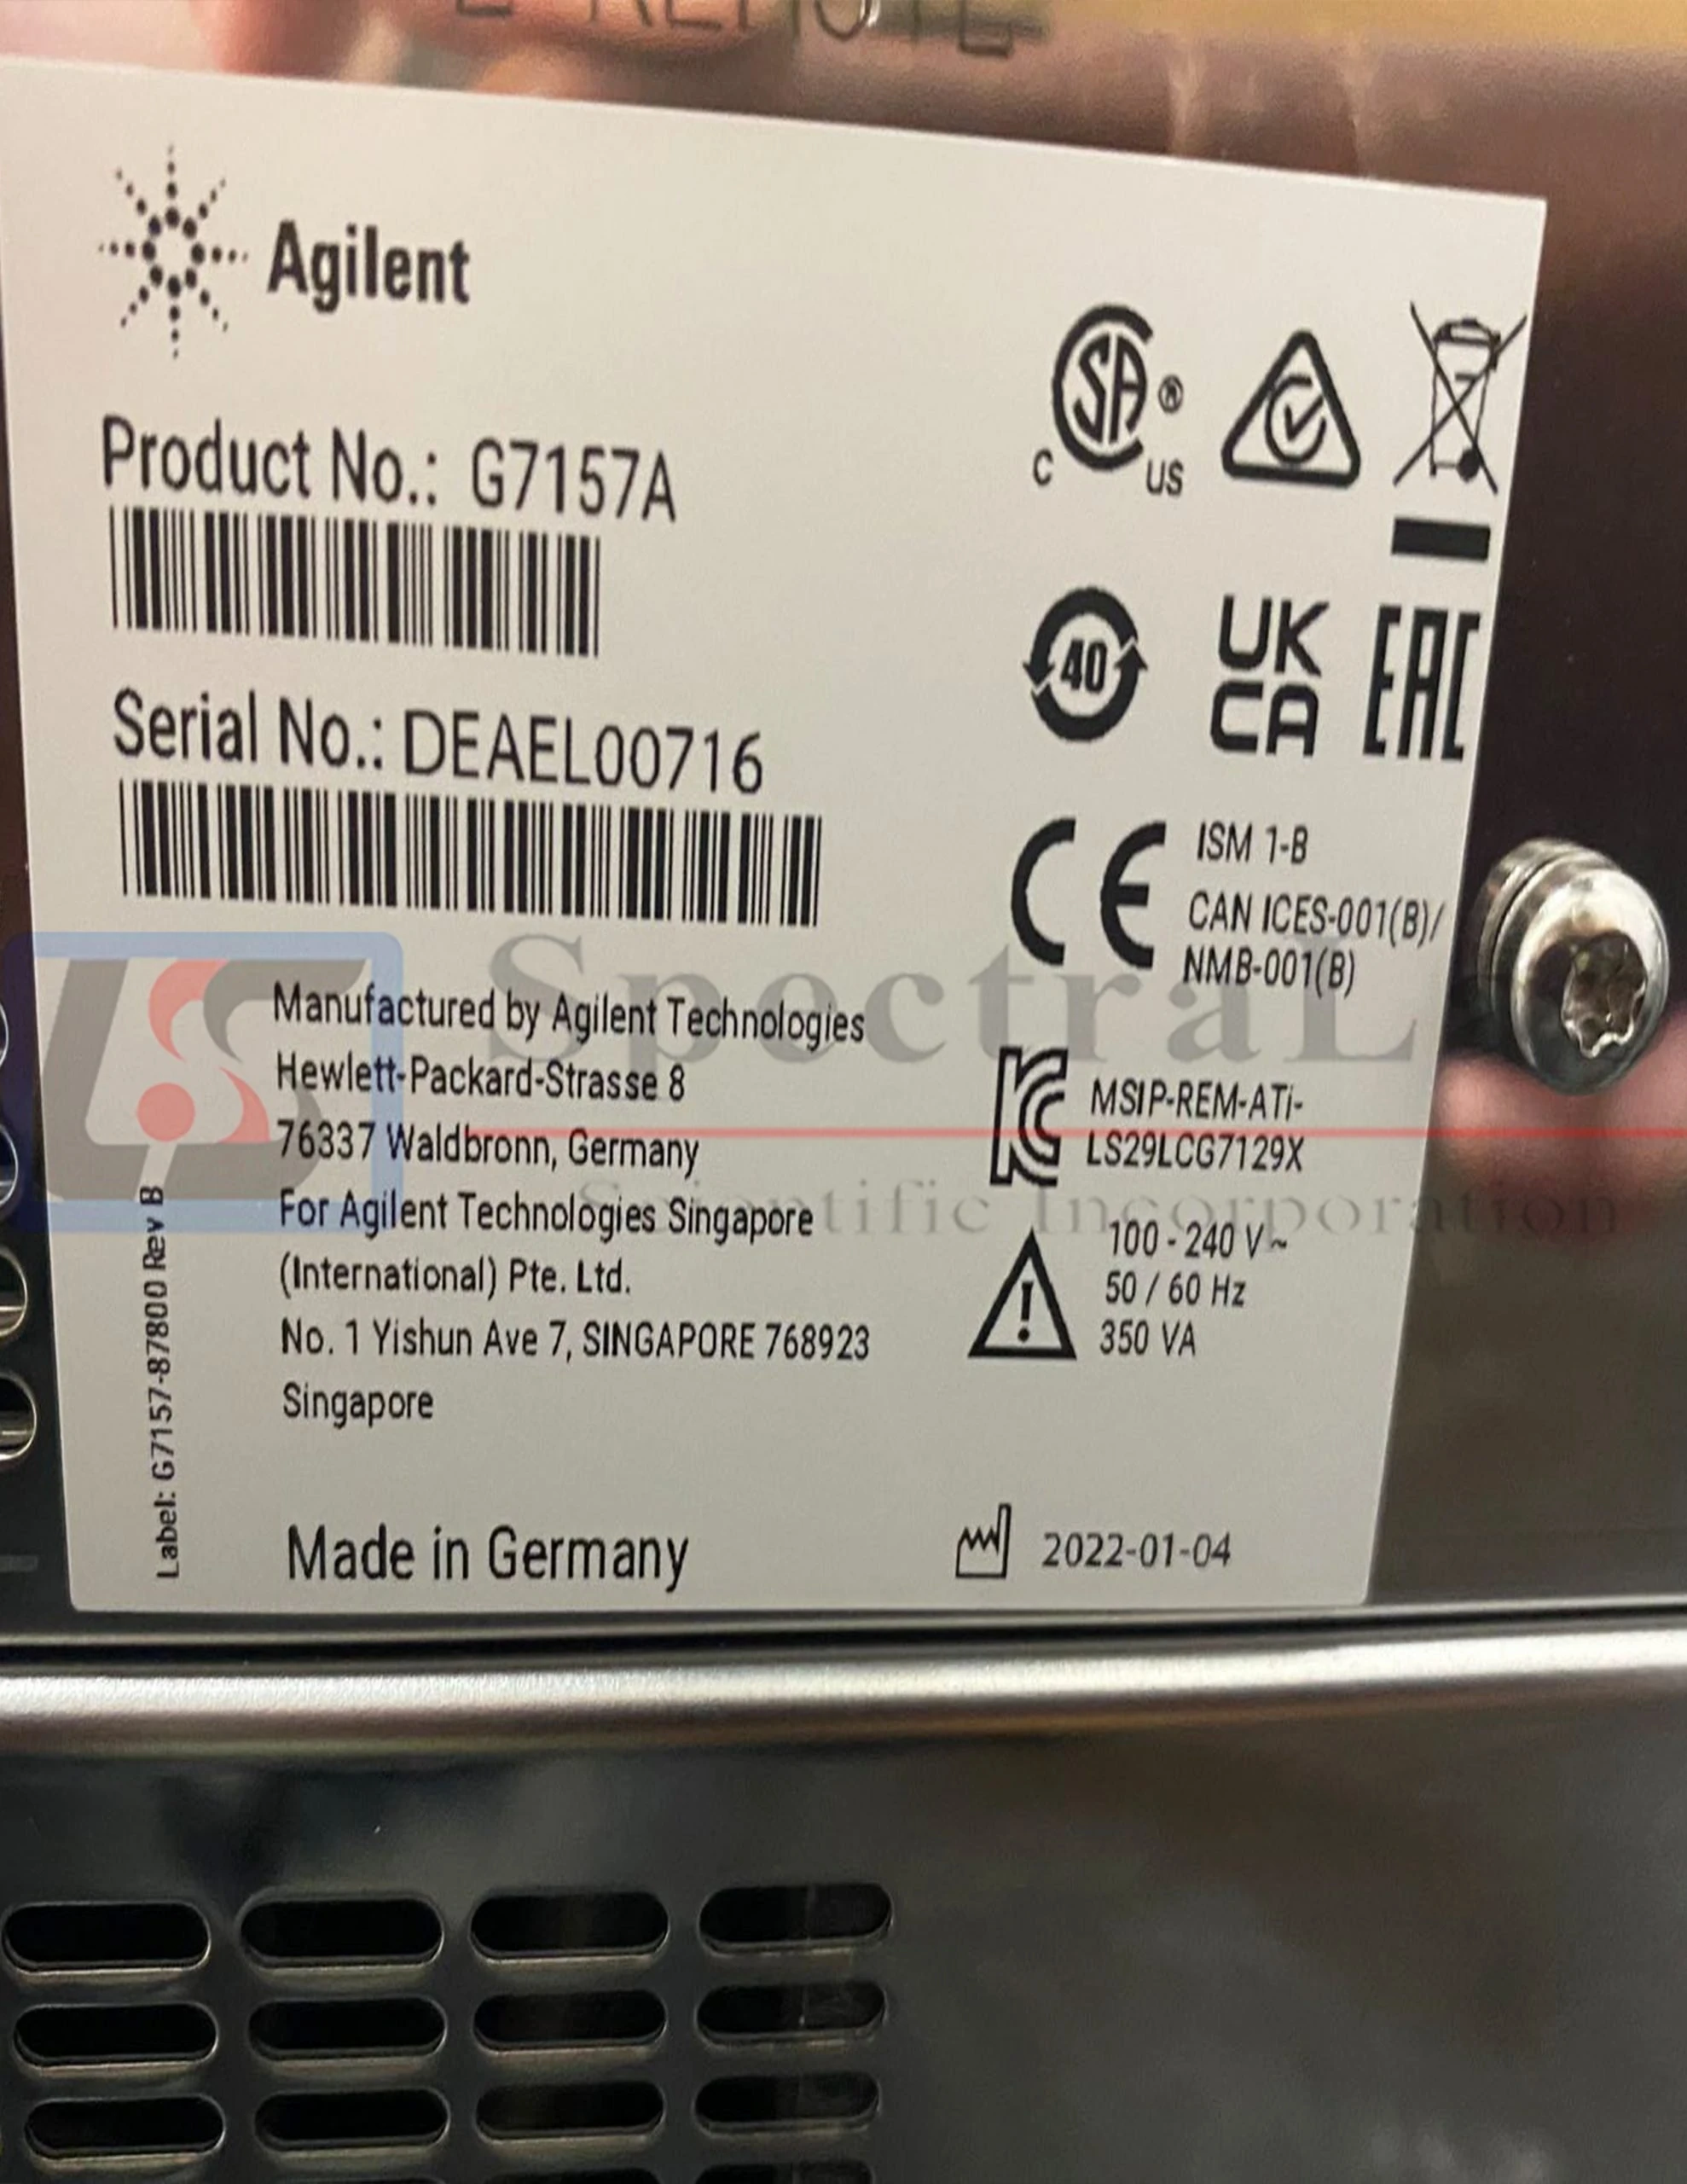 E REMOTE
Agilent
Product No.: G7157A
Serial No.: DEAEL00716
Manufactured by Agilent Technologies
Hewlett-Packard-Strasse 8
76337 Waldbronn, Germany
For Agilent Technologies Singapore
(International) Pte. Ltd.
No. 1 Yishun Ave 7, SINGAPORE 768923
Singapore
Made in Germany
Label: G7157-87800 Rev B
C SA ® US
40
UK
CA
EAC
CE
ISM 1-B
CAN ICES-001(B)/
NMB-001(B)
MSIP-REM-ATi-
LS29LCG7129X
100 - 240 V ~
50 / 60 Hz
350 VA
2022-01-04
LS
SpectraL
Scientific Incorporation